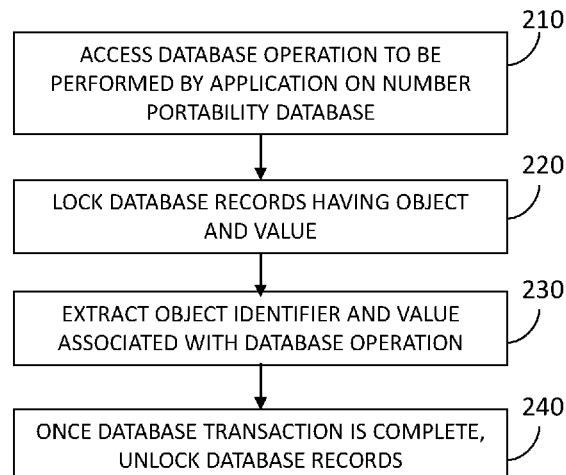 210
ACCESS DATABASE OPERATION TO BE
PERFORMED BY APPLICATION ON NUMBER
PORTABILITY DATABASE
220
LOCK DATABASE RECORDS HAVING OBJECT
AND VALUE
230
EXTRACT OBJECT IDENTIFIER AND VALUE
ASSOCIATED WITH DATABASE OPERATION
240
ONCE DATABASE TRANSACTION IS COMPLETE,
UNLOCK DATABASE RECORDS